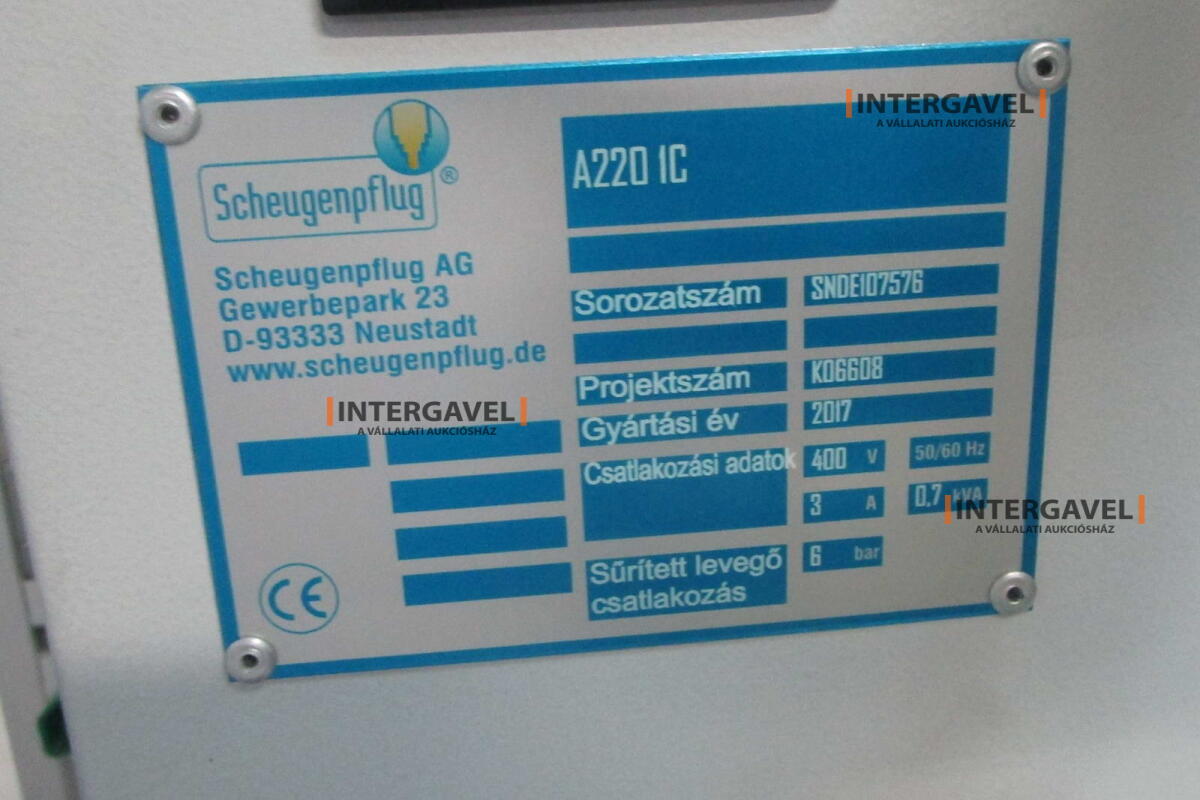 Scheugenpflug ®
Scheugenpflug AG
Gewerbepark 23
D-93333 Neustadt
www.scheugenpflug.de
CE
A220 1C
Sorozatszám SNDE107576
Projektszám K06608
Gyártási év 2017
Csatlakozási adatok 400 V 50/60 Hz
3 A 0,7 kVA
Sűrített levegő 6 bar
csatlakozás
INTERGAVEL
A VÁLLALATI AUKCIÓSHÁZ
INTERGAVEL
A VÁLLALATI AUKCIÓSHÁZ
INTERGAVEL
A VÁLLALATI AUKCIÓSHÁZ